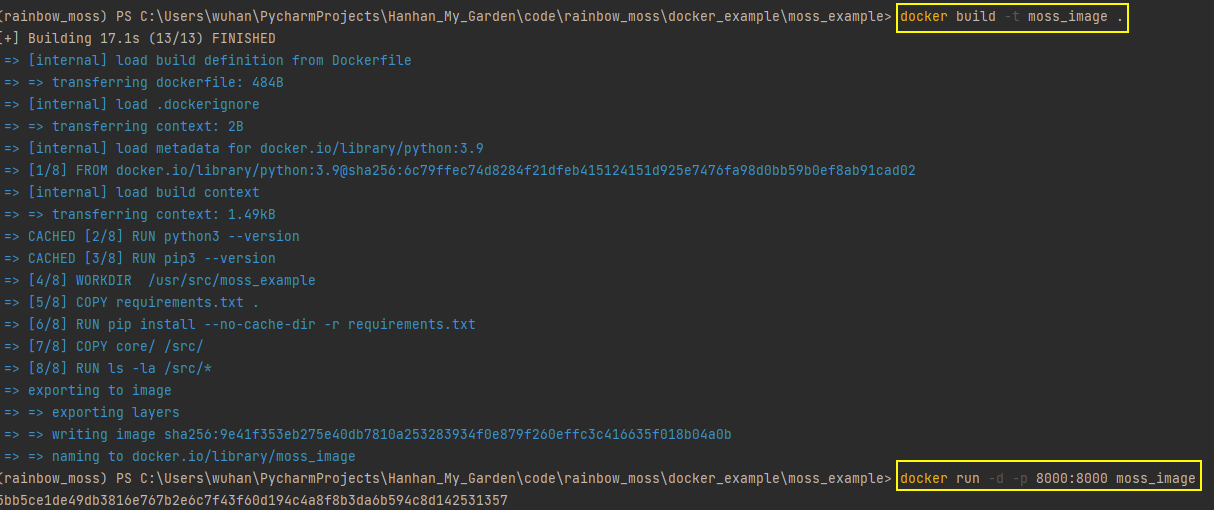 (rainbow_moss) PS C:\Users\wuhan\PycharmProjects\Hanhan_My_Garden\code\rainbow_moss\docker_example\moss_example> docker build -t moss_image .
[+] Building 17.1s (13/13) FINISHED
=> [internal] load build definition from Dockerfile
=> => transferring dockerfile: 484B
=> [internal] load .dockerignore
=> => transferring context: 2B
=> [internal] load metadata for docker.io/library/python:3.9
=> [1/8] FROM docker.io/library/python:3.9@sha256:6c79ffec74d8284f21dfeb415124151d925e7476fa98d0bb59b0ef8ab91cad02
=> [internal] load build context
=> => transferring context: 1.49kB
=> CACHED [2/8] RUN python3 --version
=> CACHED [3/8] RUN pip3 --version
=> [4/8] WORKDIR  /usr/src/moss_example
=> [5/8] COPY requirements.txt .
=> [6/8] RUN pip install --no-cache-dir -r requirements.txt
=> [7/8] COPY core/ /src/
=> [8/8] RUN ls -la /src/*
=> exporting to image
=> => exporting layers
=> => writing image sha256:9e41f353eb275e40db7810a253283934f0e879f260effc3c416635f018b04a0b
=> => naming to docker.io/library/moss_image
(rainbow_moss) PS C:\Users\wuhan\PycharmProjects\Hanhan_My_Garden\code\rainbow_moss\docker_example\moss_example> docker run -d -p 8000:8000 moss_image
5bb5ce1de49db3816e767b2e6c7f43f60d194c4a8f8b3da6b594c8d142531357